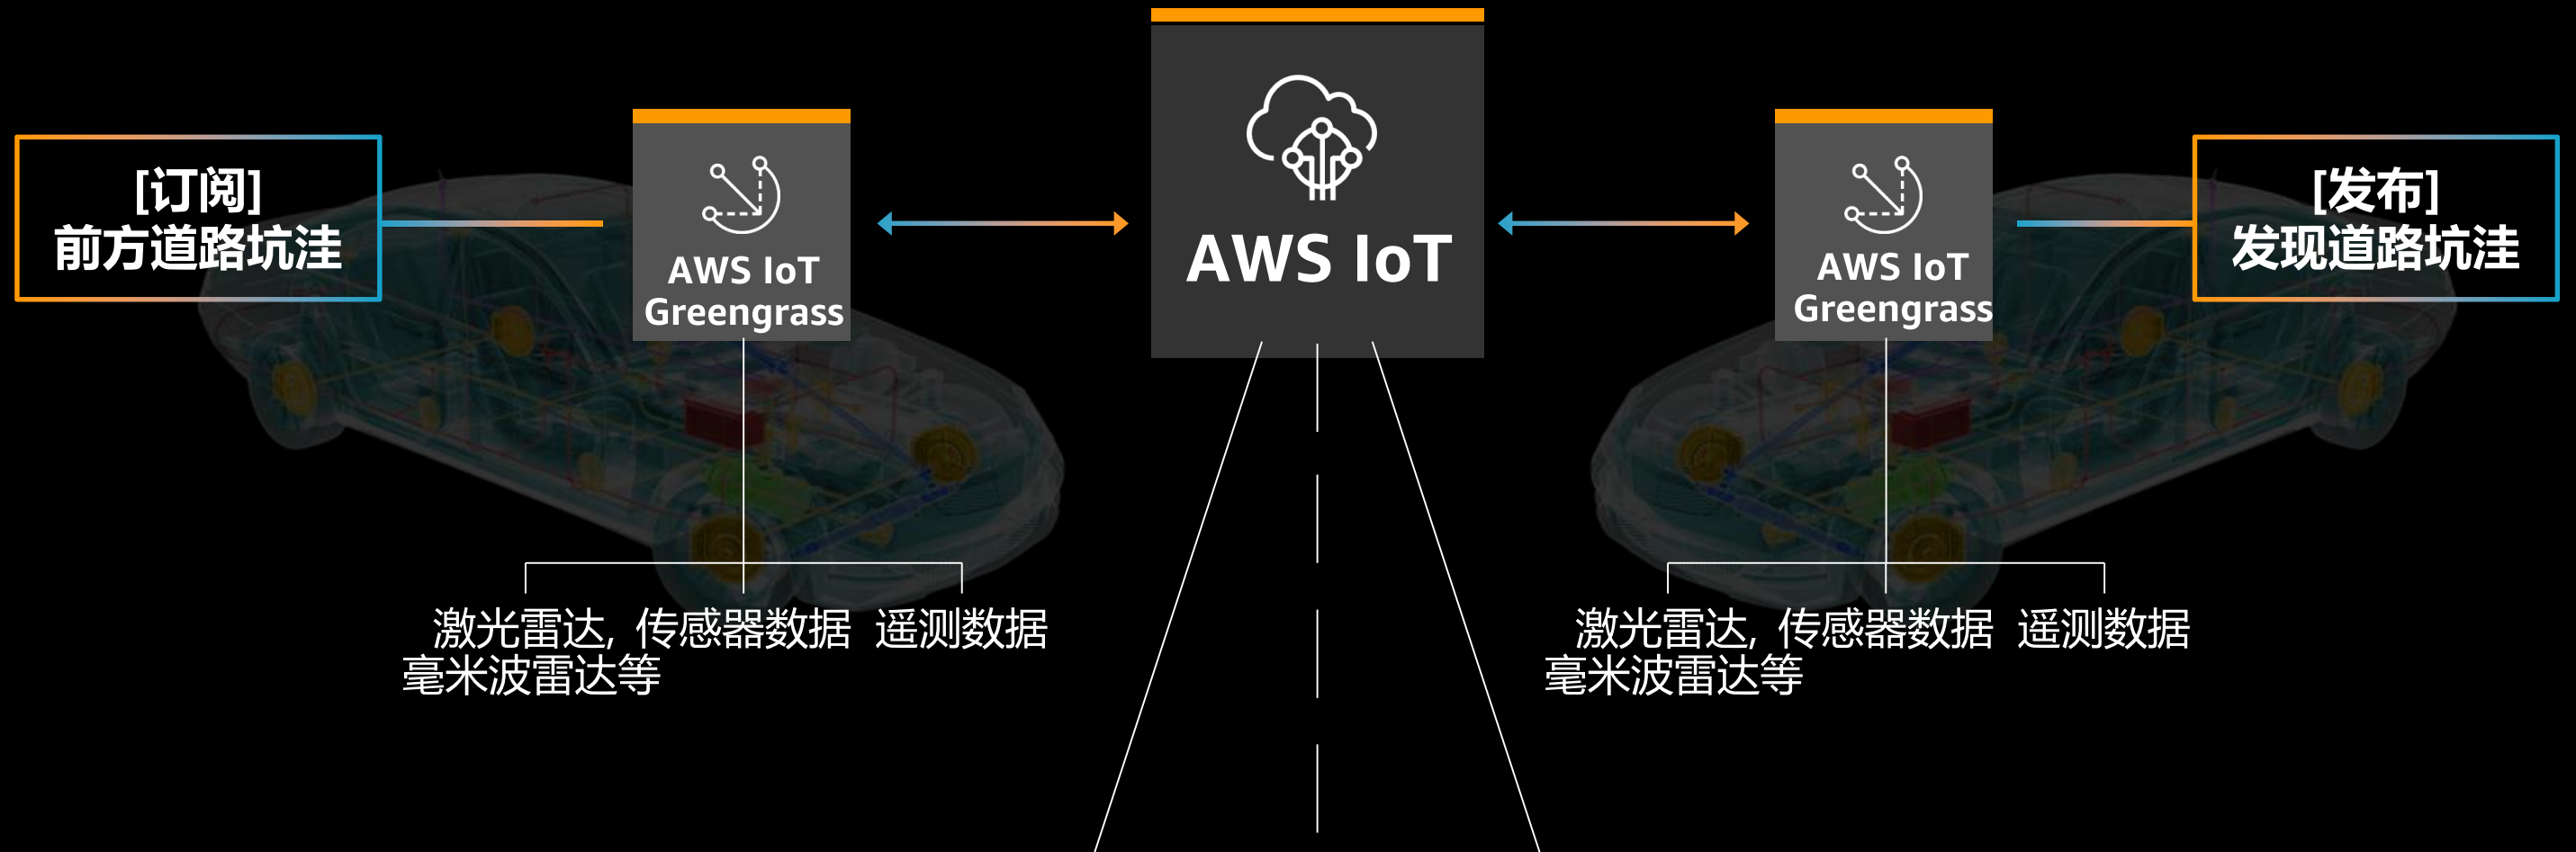 [订阅]
前方道路坑洼
AWS IoT
Greengrass
激光雷达,
毫米波雷达等
传感器数据
遥测数据
AWS IoT
AWS IoT
Greengrass
激光雷达,
毫米波雷达等
传感器数据
遥测数据
[发布]
发现道路坑洼